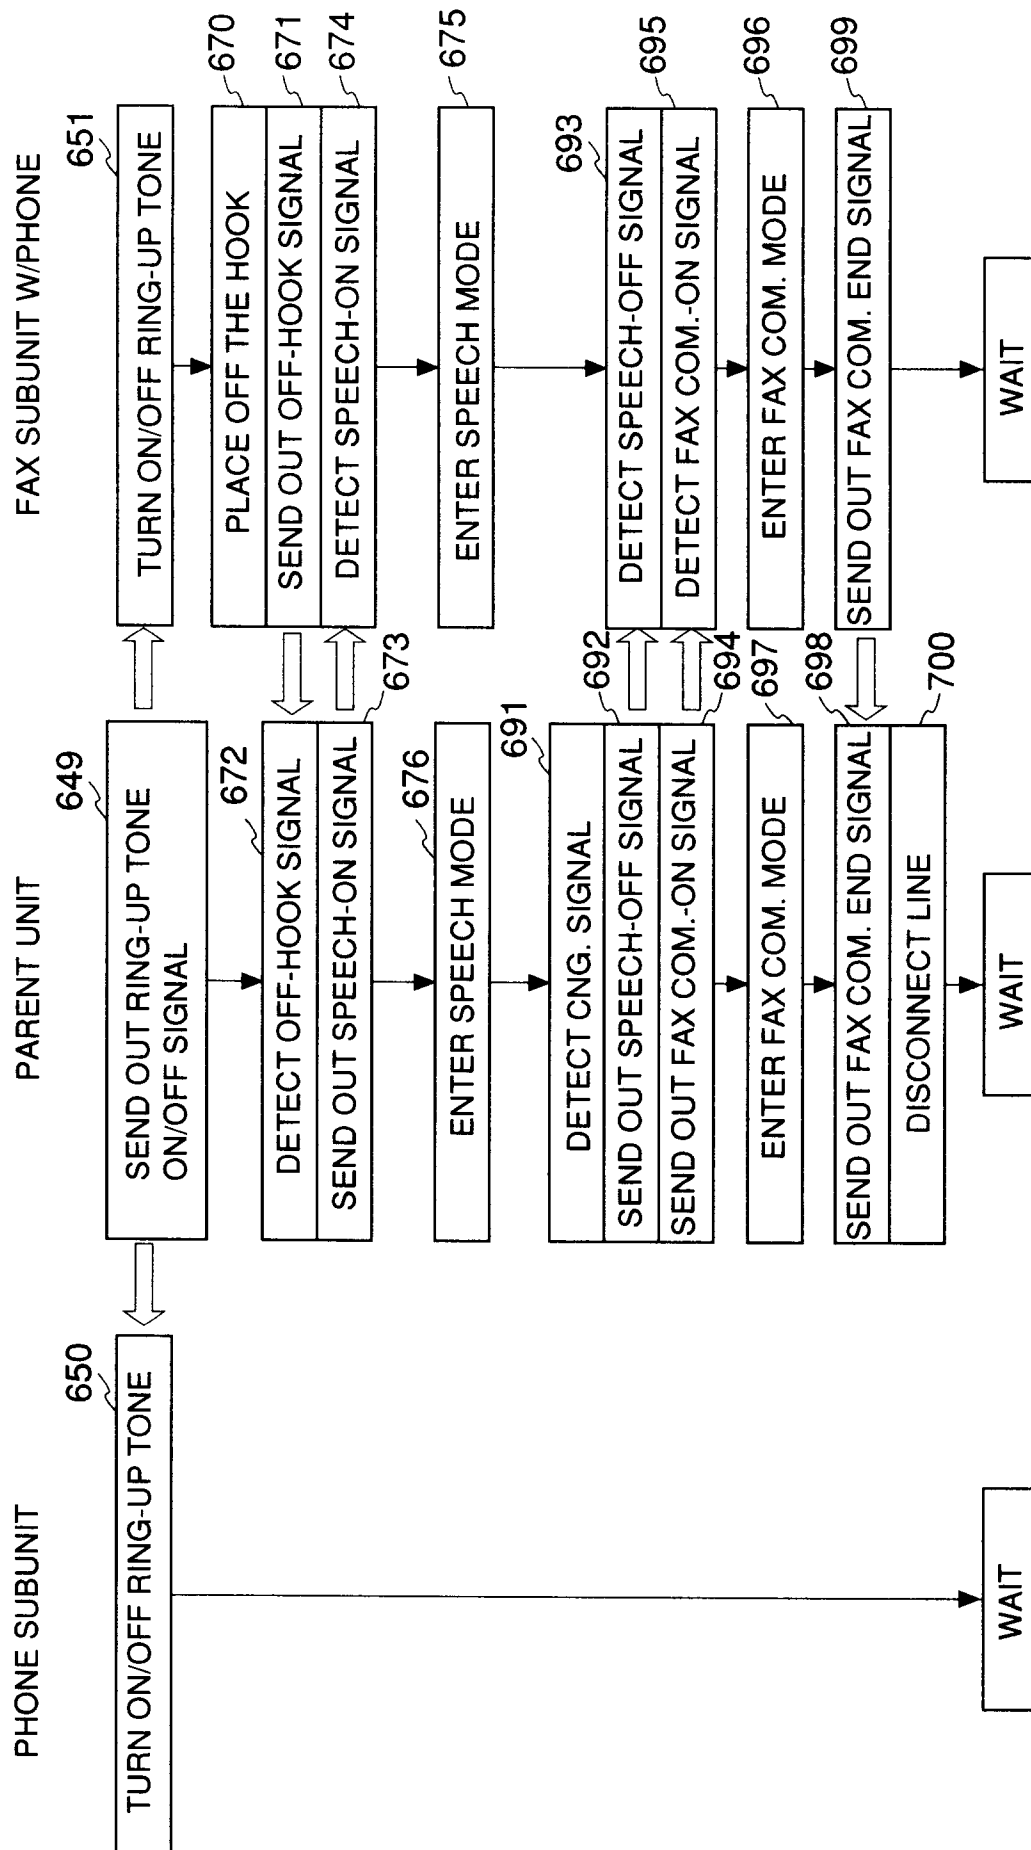 PHONE SUBUNIT
650
TURN ON/OFF RING-UP TONE
WAIT
PARENT UNIT
649
SEND OUT RING-UP TONE
ON/OFF SIGNAL
672
DETECT OFF-HOOK SIGNAL
SEND OUT SPEECH-ON SIGNAL
673
676
ENTER SPEECH MODE
691
DETECT CNG. SIGNAL
692
SEND OUT SPEECH-OFF SIGNAL
SEND OUT FAX COM.-ON SIGNAL
694
697
ENTER FAX COM. MODE
698
SEND OUT FAX COM. END SIGNAL
DISCONNECT LINE
700
WAIT
FAX SUBUNIT W/PHONE
651
TURN ON/OFF RING-UP TONE
PLACE OFF THE HOOK
670
SEND OUT OFF-HOOK SIGNAL
671
DETECT SPEECH-ON SIGNAL
674
ENTER SPEECH MODE
675
693
DETECT SPEECH-OFF SIGNAL
DETECT FAX COM.-ON SIGNAL
695
ENTER FAX COM. MODE
696
SEND OUT FAX COM. END SIGNAL
699
WAIT